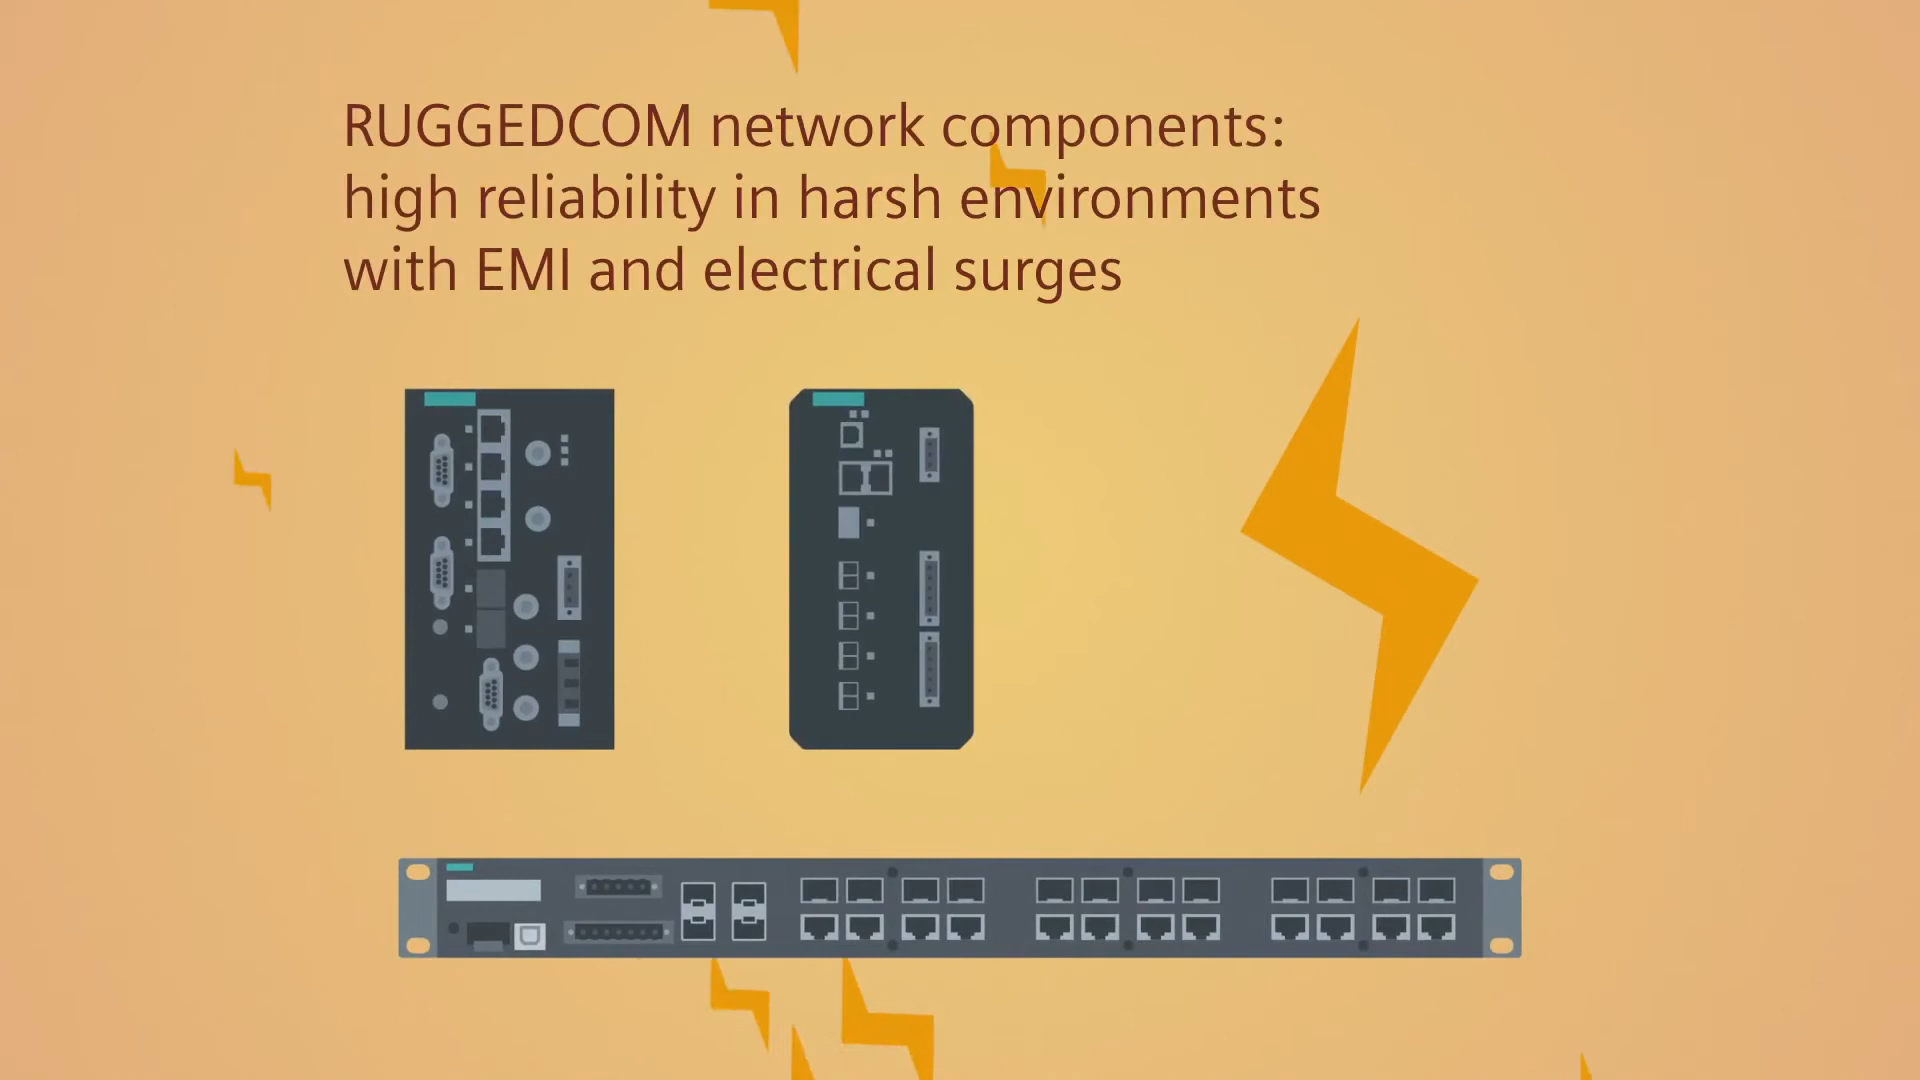 RUGGEDCOM network components:
high reliability in harsh environments
with EMI and electrical surges